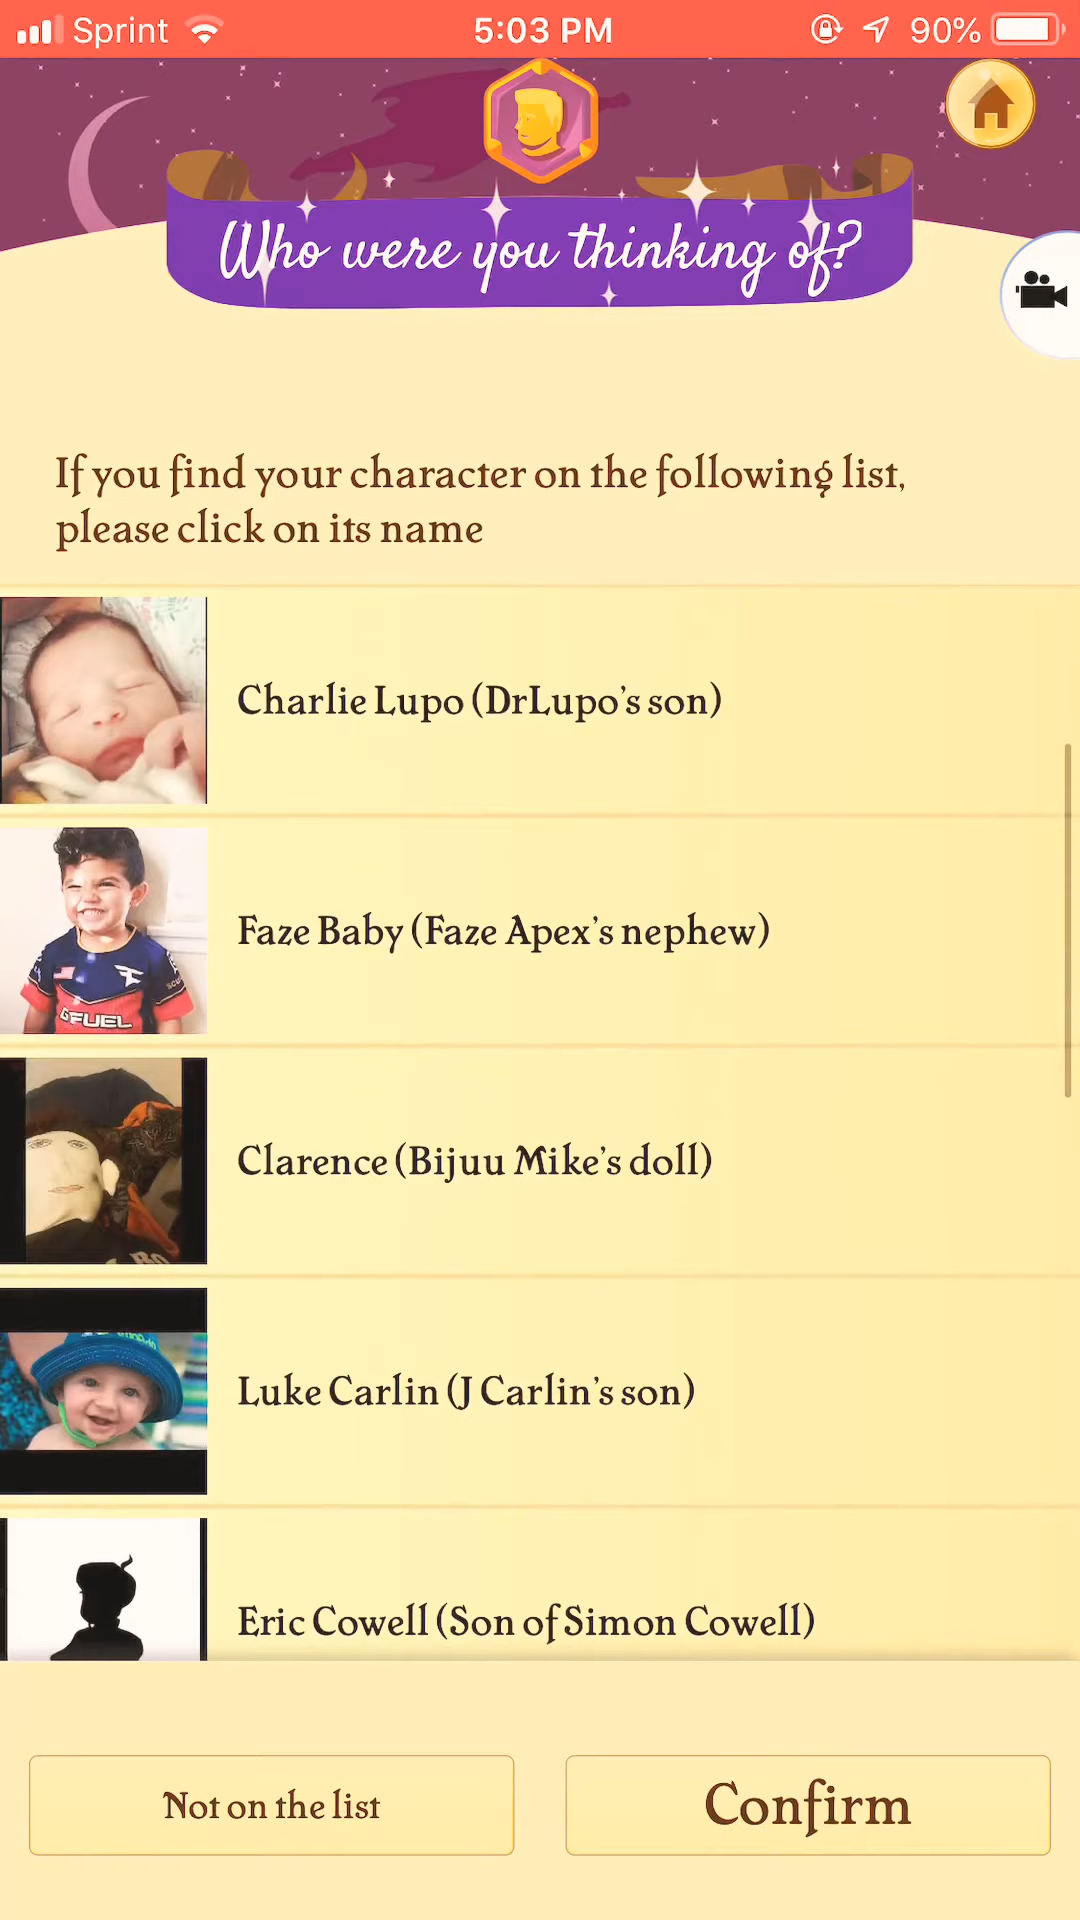 Sprint 5:03 PM 90%
Who were you thinking of?
If you find your character on the following list,
please click on its name
Charlie Lupo (DrLupo's son)
Faze Baby (Faze Apex's nephew)
GFUEL
Clarence (Bijuu Mike's doll)
Luke Carlin (J Carlin's son)
Eric Cowell (Son of Simon Cowell)
Not on the list
Confirm